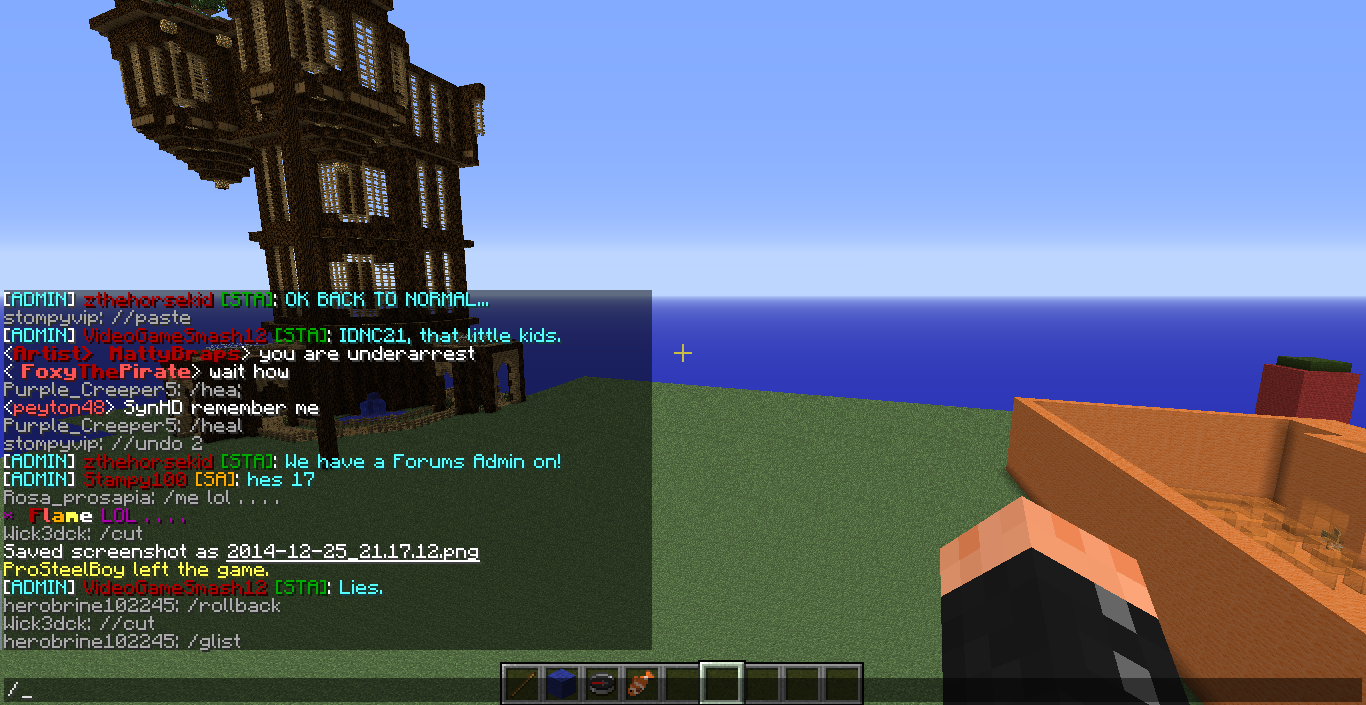 [ADMIN] zthehorsekid [STA]: OK BACK TO NORMAL...
stompyvip: //paste
[ADMIN] VideoGameSmash12 [STA]: IDNC21, that little kids.
<Artist> MattyBraps> you are underarrest
< FoxyThePirate> wait how
Purple_Creeper5: /hea;
<peyton48> SynHD remember me
Purple_Creeper5: /heal
stompyvip: //undo 2
[ADMIN] zthehorsekid [STA]: We have a Forums Admin on!
[ADMIN] Stampy100 [SA]: hes 17
Rosa_prosapia: /me lol . . . .
* Flame LOL . . . .
Wick3dck: /cut
Saved screenshot as 2014-12-25_21.17.12.png
ProSteelBoy left the game.
[ADMIN] VideoGameSmash12 [STA]: Lies.
herobrine102245: /rollback
Wick3dck: //cut
herobrine102245: /glist
/_